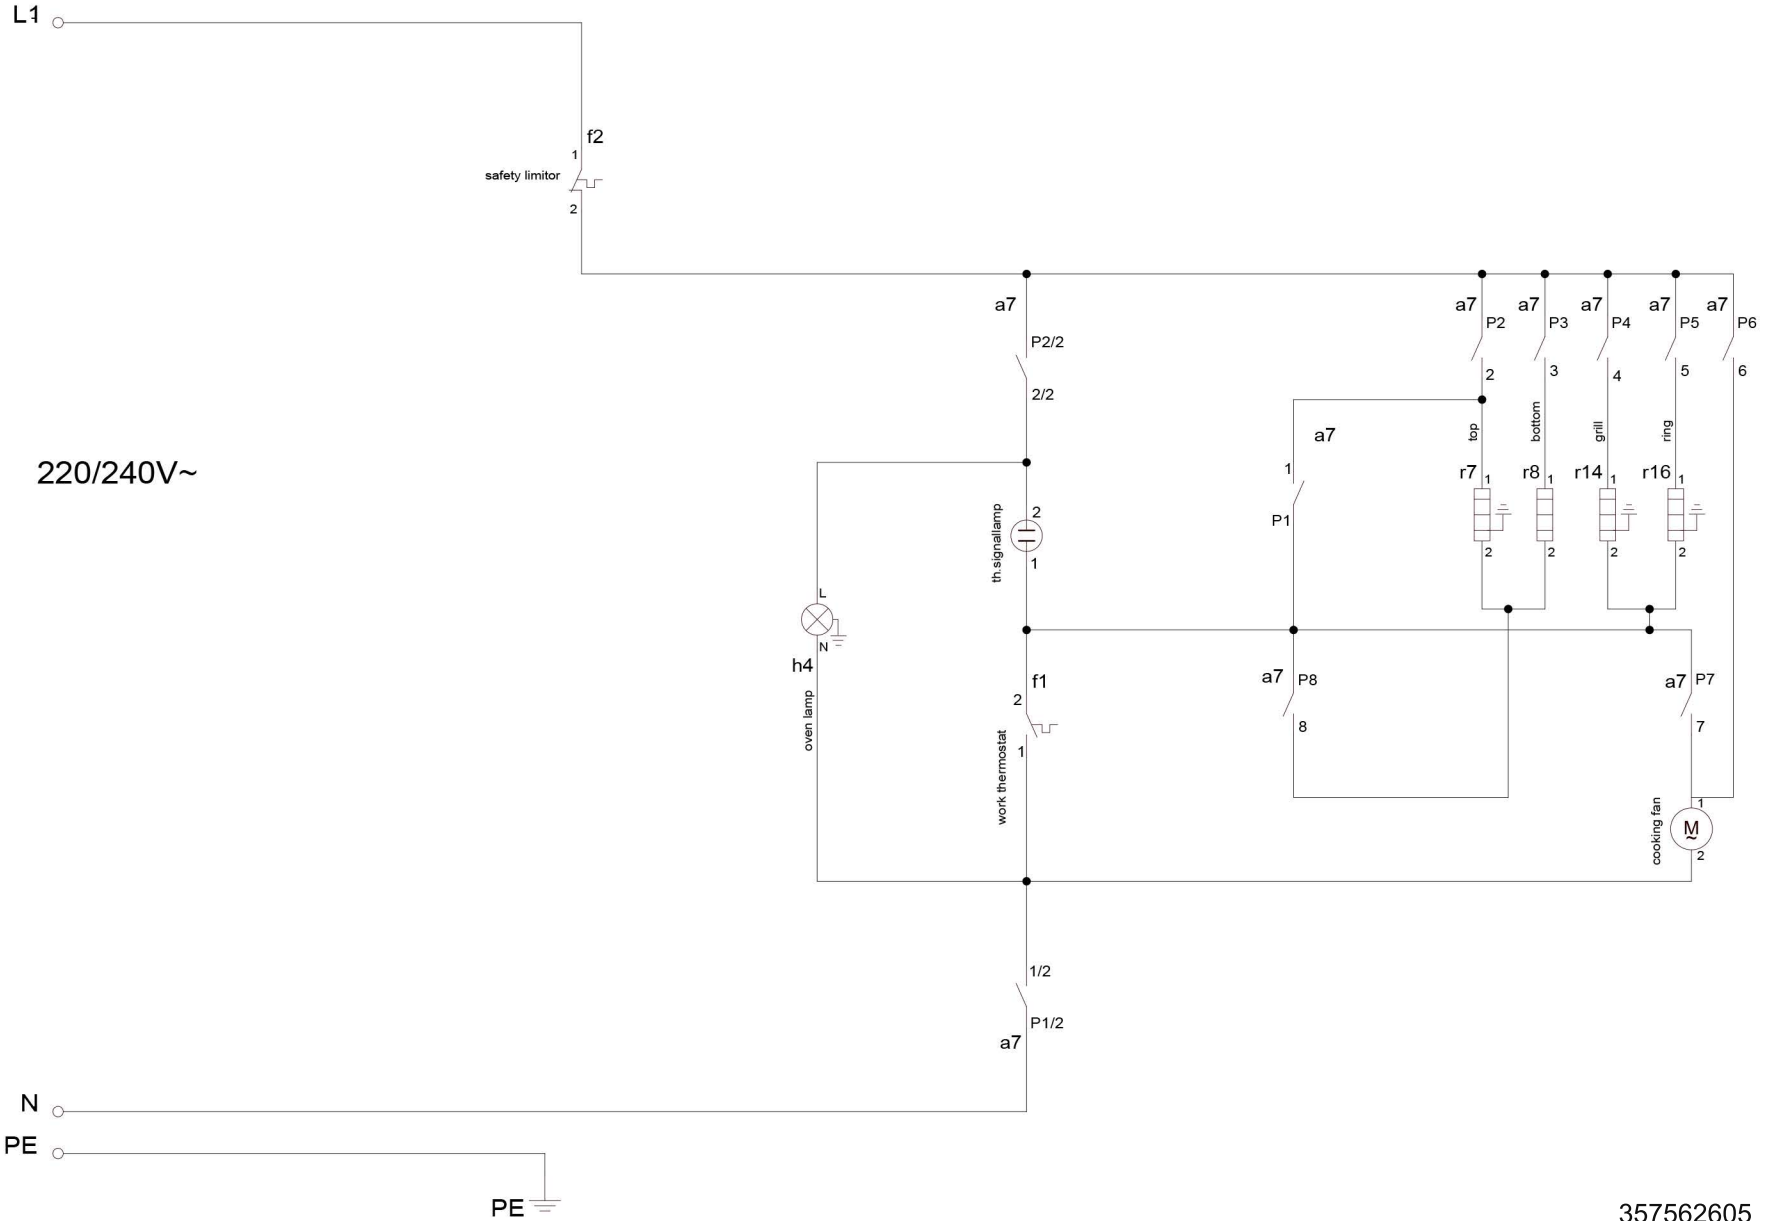 L1
f2
1
safety limitor
2
a7
P2/2
2/2
a7
P2
a7
P3
a7
P4
a7
P5
a7
P6
2
3
4
5
6
top
bottom
grill
ring
a7
1
P1
r7
1
r8
1
r14
1
r16
1
2
2
2
2
220/240V~
2
th.signallamp
1
L
N
h4
oven lamp
f1
2
1
work thermostat
a7
P8
8
a7
P7
7
cooking fan
1
M
~
2
1/2
P1/2
a7
N
PE
PE
357562605